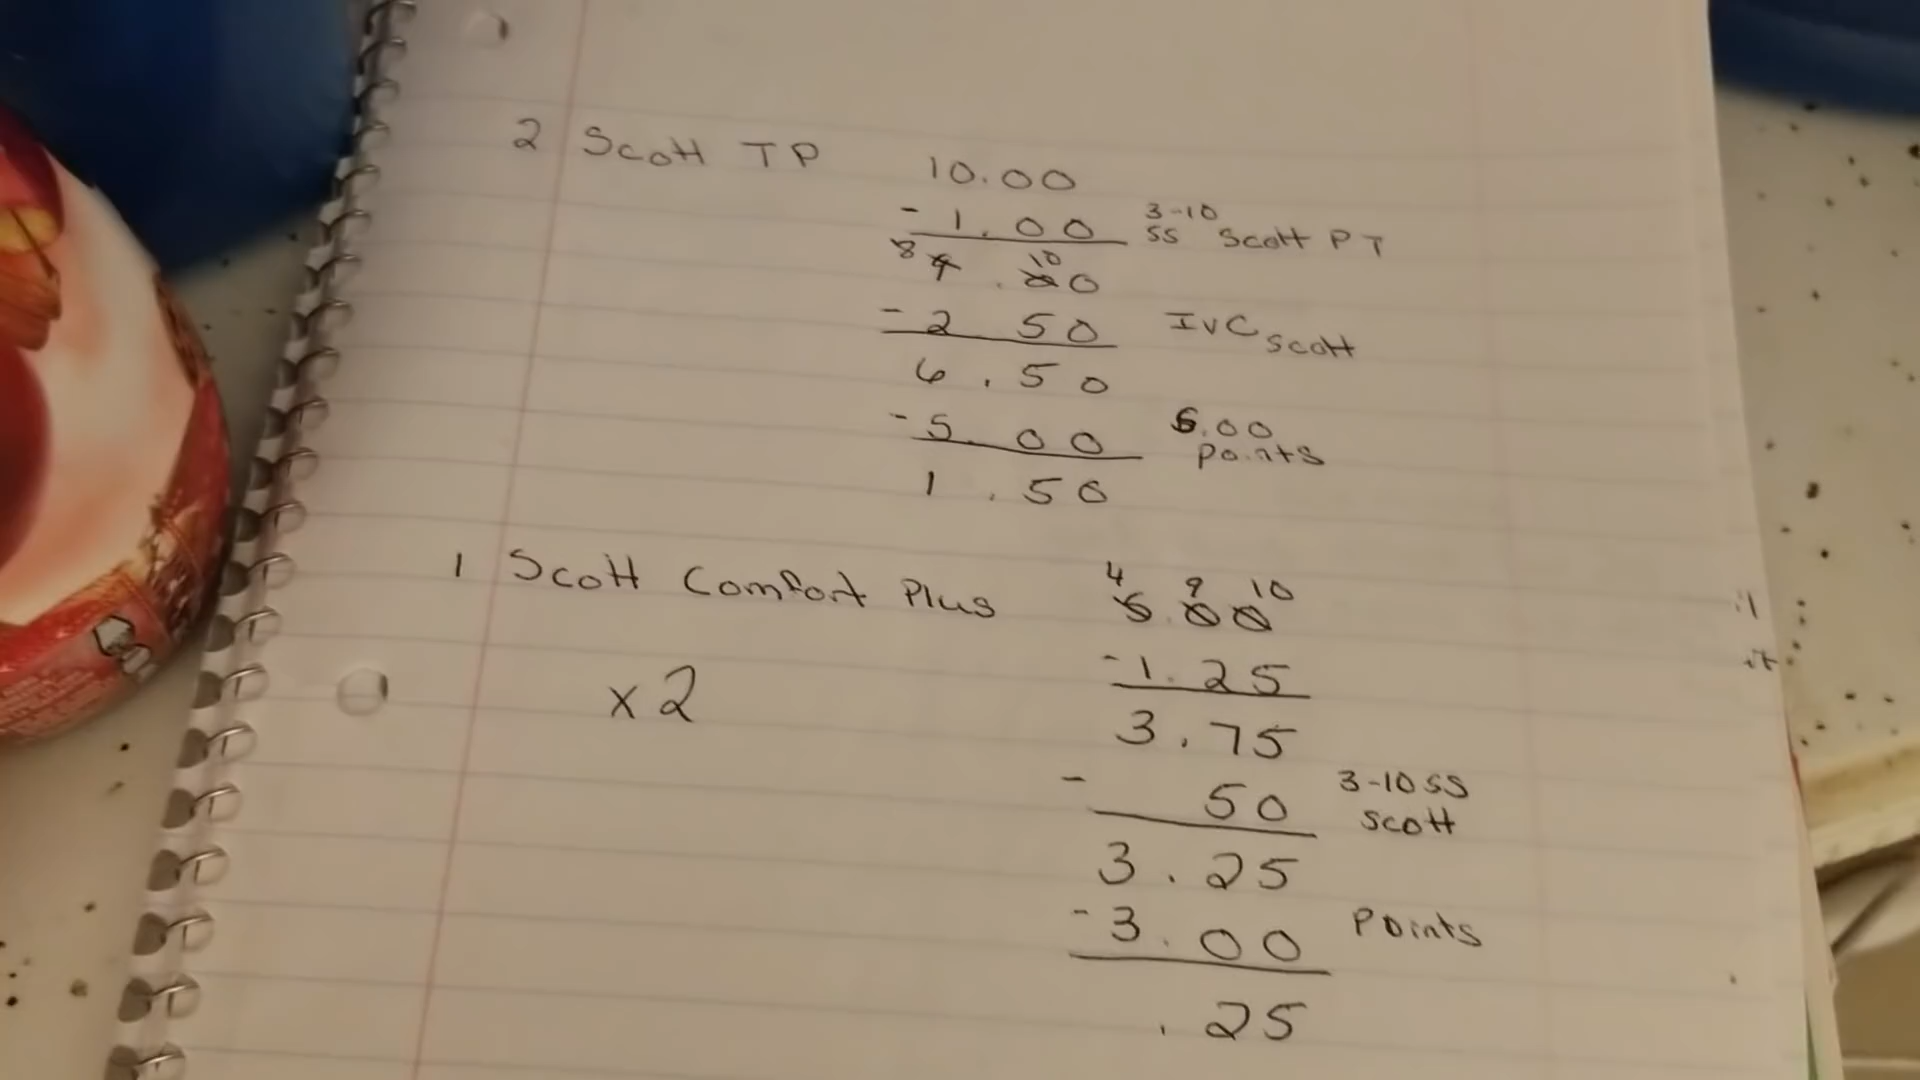 2 Scott TP 10.00
- 1.00 3-10 SS Scott PT
8 10
9.00
- 2 50 IVC Scott
6.50
- 5.00 5.00 points
1.50
1 Scott Comfort Plus 5.00
4 9 10
x2
- 1.25
3.75
- 50 3-10 SS Scott
3.25
- 3.00 Points
.25